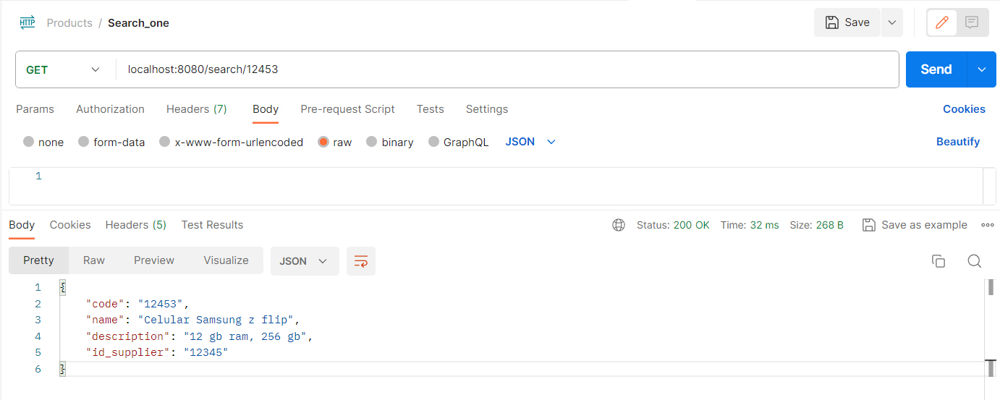 HTTP Products / Search_one Save
GET localhost:8080/search/12453 Send
Params Authorization Headers (7) Body Pre-request Script Tests Settings Cookies
none form-data x-www-form-urlencoded raw binary GraphQL JSON Beautify
1
Body Cookies Headers (5) Test Results Status: 200 OK Time: 32 ms Size: 268 B Save as example
Pretty Raw Preview Visualize JSON
1 {
2 "code": "12453",
3 "name": "Celular Samsung z flip",
4 "description": "12 gb ram, 256 gb",
5 "id_supplier": "12345"
6 }